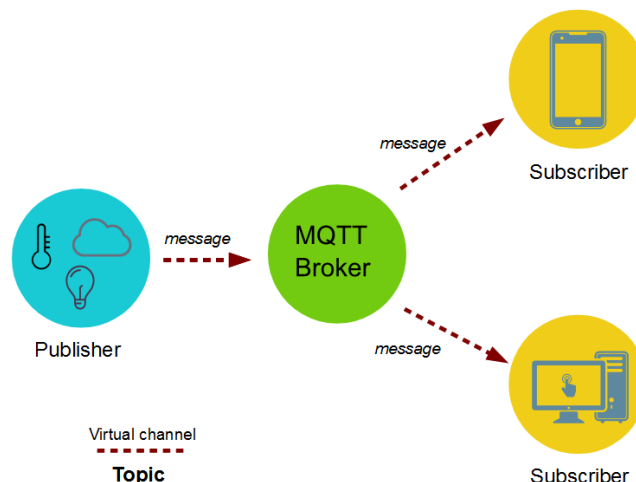 message
Subscriber
message
MQTT
Broker
Publisher
message
Virtual channel
Topic
Subscriber